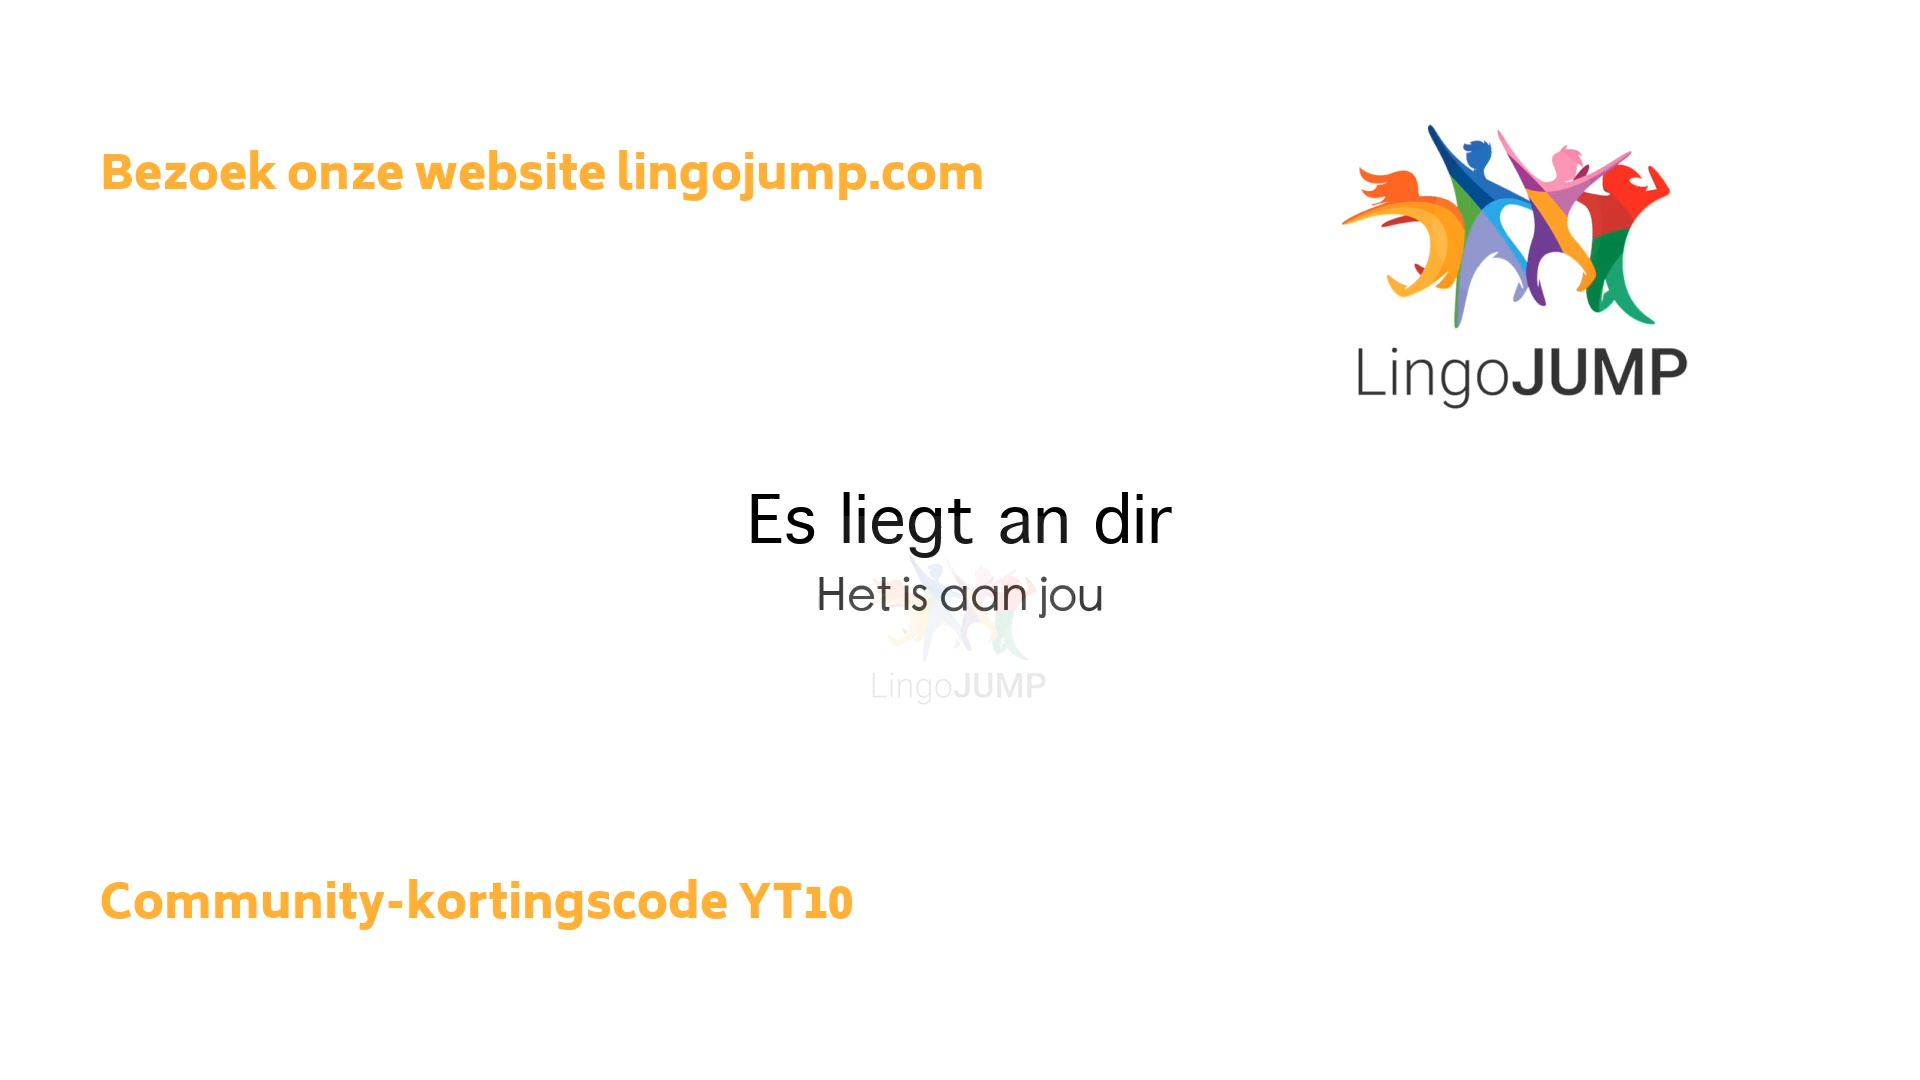 Bezoek onze website lingojump.com
LingoJUMP
Es liegt an dir
Het is aan jou
LingoJUMP
Community-kortingscode YT10